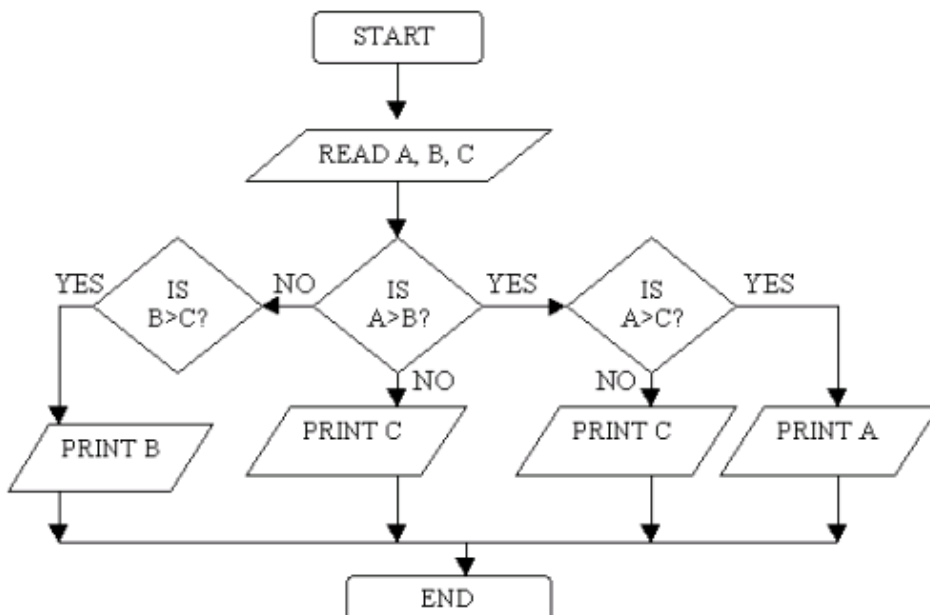 START
READ A, B, C
YES
IS
B>C?
NO
IS
A>B?
YES
IS
A>C?
YES
NO
NO
PRINT B
PRINT C
PRINT C
PRINT A
END